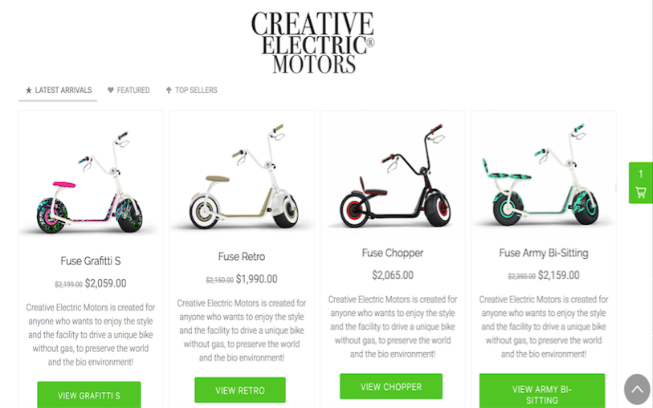 CREATIVE
ELECTRIC®
MOTORS
LATEST ARRIVALS FEATURED TOP SELLERS
1
Fuse Grafitti S
$2,199.00 $2,059.00
Creative Electric Motors is created for
anyone who wants to enjoy the style
and the facility to drive a unique bike
without gas, to preserve the world
and the bio environment!
VIEW GRAFITTI S
Fuse Retro
$2,150.00 $1,990.00
Creative Electric Motors is created for
anyone who wants to enjoy the style
and the facility to drive a unique bike
without gas, to preserve the world
and the bio environment!
VIEW RETRO
Fuse Chopper
$2,065.00
Creative Electric Motors is created for
anyone who wants to enjoy the style
and the facility to drive a unique bike
without gas, to preserve the world
and the bio environment!
VIEW CHOPPER
Fuse Army Bi-Sitting
$2,350.00 $2,159.00
Creative Electric Motors is created for
anyone who wants to enjoy the style
and the facility to drive a unique bike
without gas, to preserve the world
and the bio environment!
VIEW ARMY BI-
SITTING